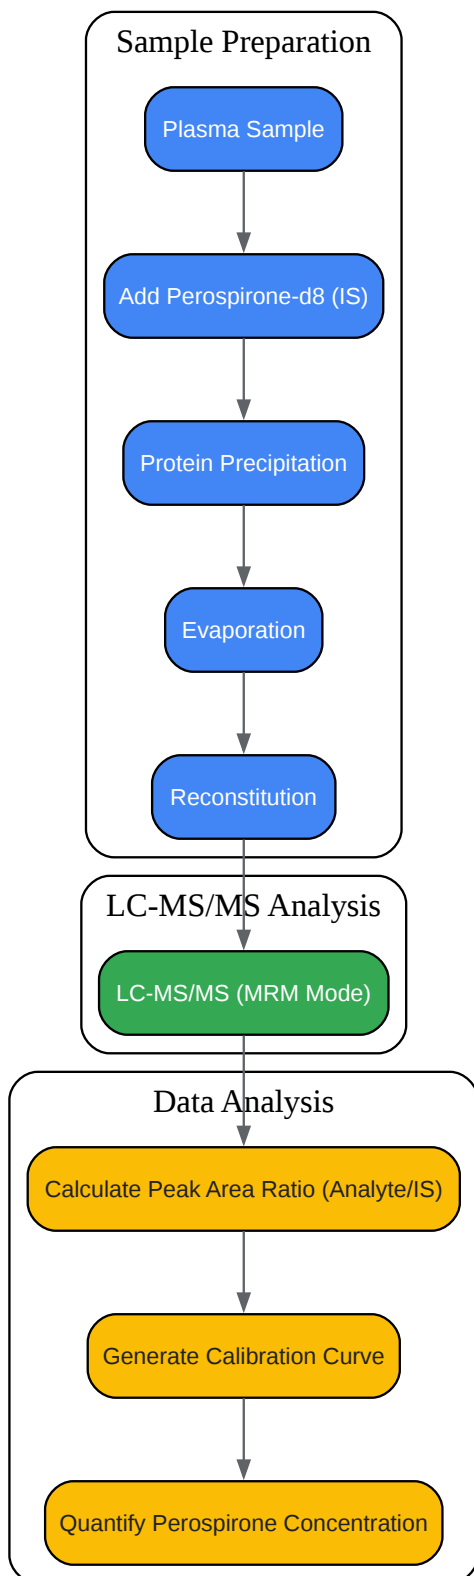 Sample Preparation
Plasma Sample
Add Perospirone-d8 (IS)
Protein Precipitation
Evaporation
Reconstitution
LC-MS/MS Analysis
LC-MS/MS (MRM Mode)
Data Analysis
Calculate Peak Area Ratio (Analyte/IS)
Generate Calibration Curve
Quantify Perospirone Concentration